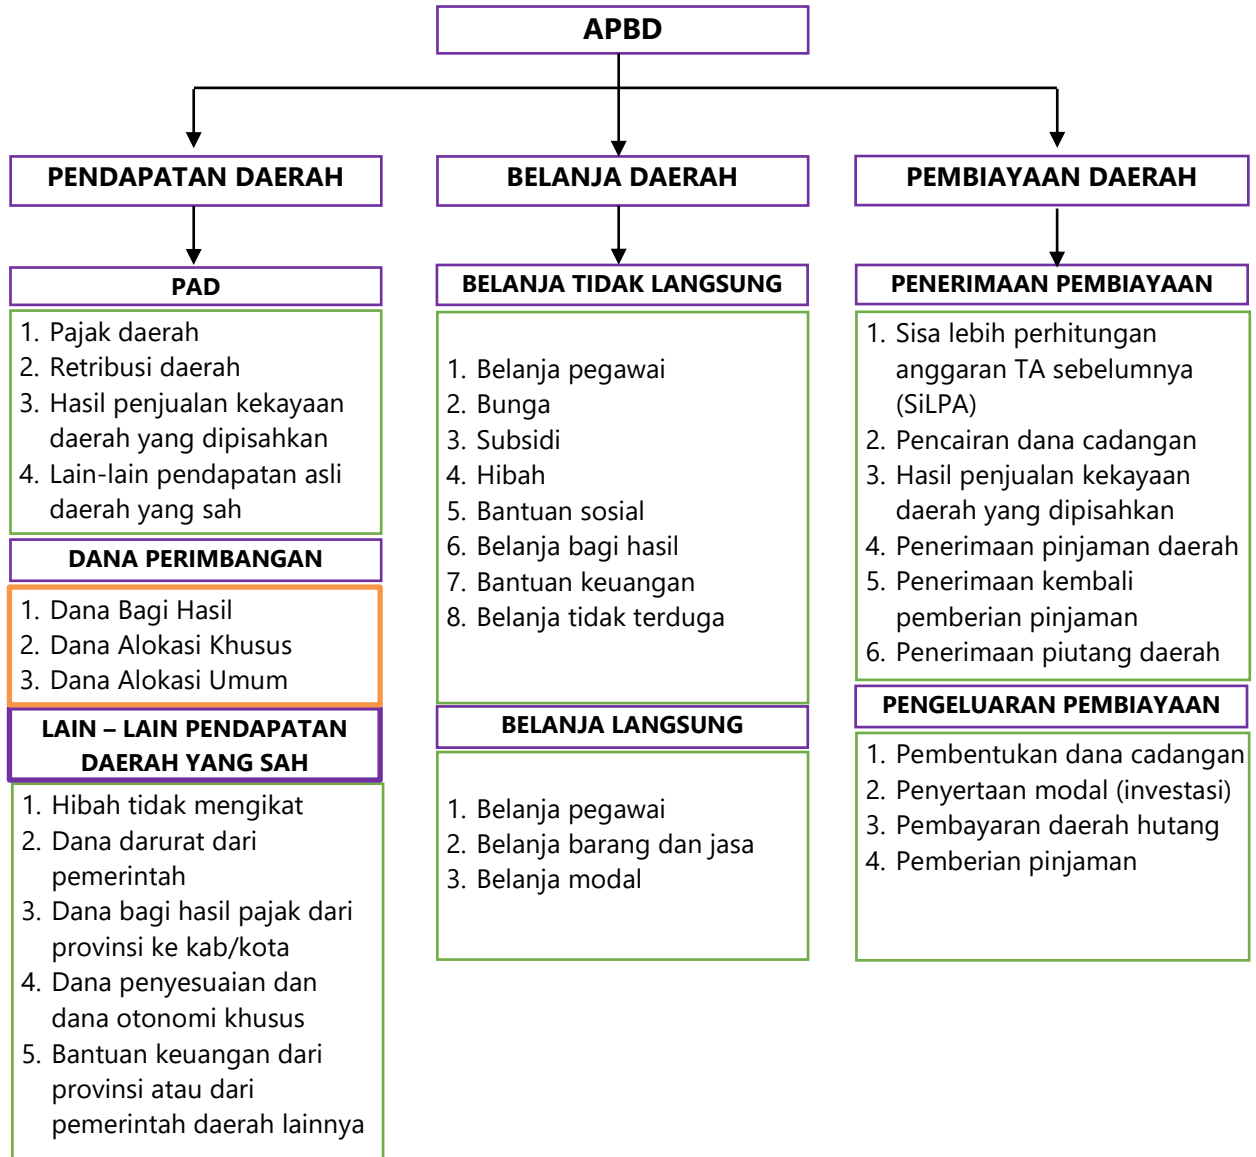 APBD
PENDAPATAN DAERAH
PAD
1. Pajak daerah
2. Retribusi daerah
3. Hasil penjualan kekayaan
daerah yang dipisahkan
4. Lain-lain pendapatan asli
daerah yang sah
DANA PERIMBANGAN
1. Dana Bagi Hasil
2. Dana Alokasi Khusus
3. Dana Alokasi Umum
LAIN – LAIN PENDAPATAN
DAERAH YANG SAH
1. Hibah tidak mengikat
2. Dana darurat dari
pemerintah
3. Dana bagi hasil pajak dari
provinsi ke kab/kota
4. Dana penyesuaian dan
dana otonomi khusus
5. Bantuan keuangan dari
provinsi atau dari
pemerintah daerah lainnya
BELANJA DAERAH
BELANJA TIDAK LANGSUNG
1. Belanja pegawai
2. Bunga
3. Subsidi
4. Hibah
5. Bantuan sosial
6. Belanja bagi hasil
7. Bantuan keuangan
8. Belanja tidak terduga
BELANJA LANGSUNG
1. Belanja pegawai
2. Belanja barang dan jasa
3. Belanja modal
PEMBIAYAAN DAERAH
PENERIMAAN PEMBIAYAAN
1. Sisa lebih perhitungan
anggaran TA sebelumnya
(SiLPA)
2. Pencairan dana cadangan
3. Hasil penjualan kekayaan
daerah yang dipisahkan
4. Penerimaan pinjaman daerah
5. Penerimaan kembali
pemberian pinjaman
6. Penerimaan piutang daerah
PENGELUARAN PEMBIAYAAN
1. Pembentukan dana cadangan
2. Penyertaan modal (investasi)
3. Pembayaran daerah hutang
4. Pemberian pinjaman